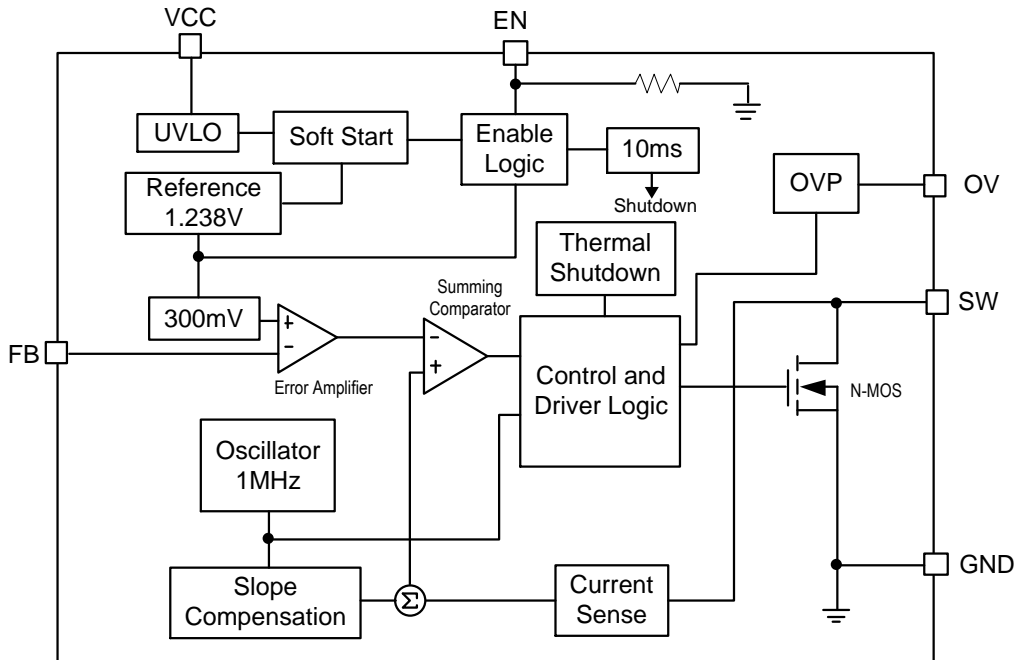 VCC
EN
UVLO
Soft Start
Enable
Logic
10ms
Shutdown
OVP
OV
Reference
1.238V
Thermal
Shutdown
300mV
+
−
Summing
Comparator
−
+
SW
FB
Error Amplifier
Control and
Driver Logic
N-MOS
Oscillator
1MHz
Slope
Compensation
Σ
Current
Sense
GND